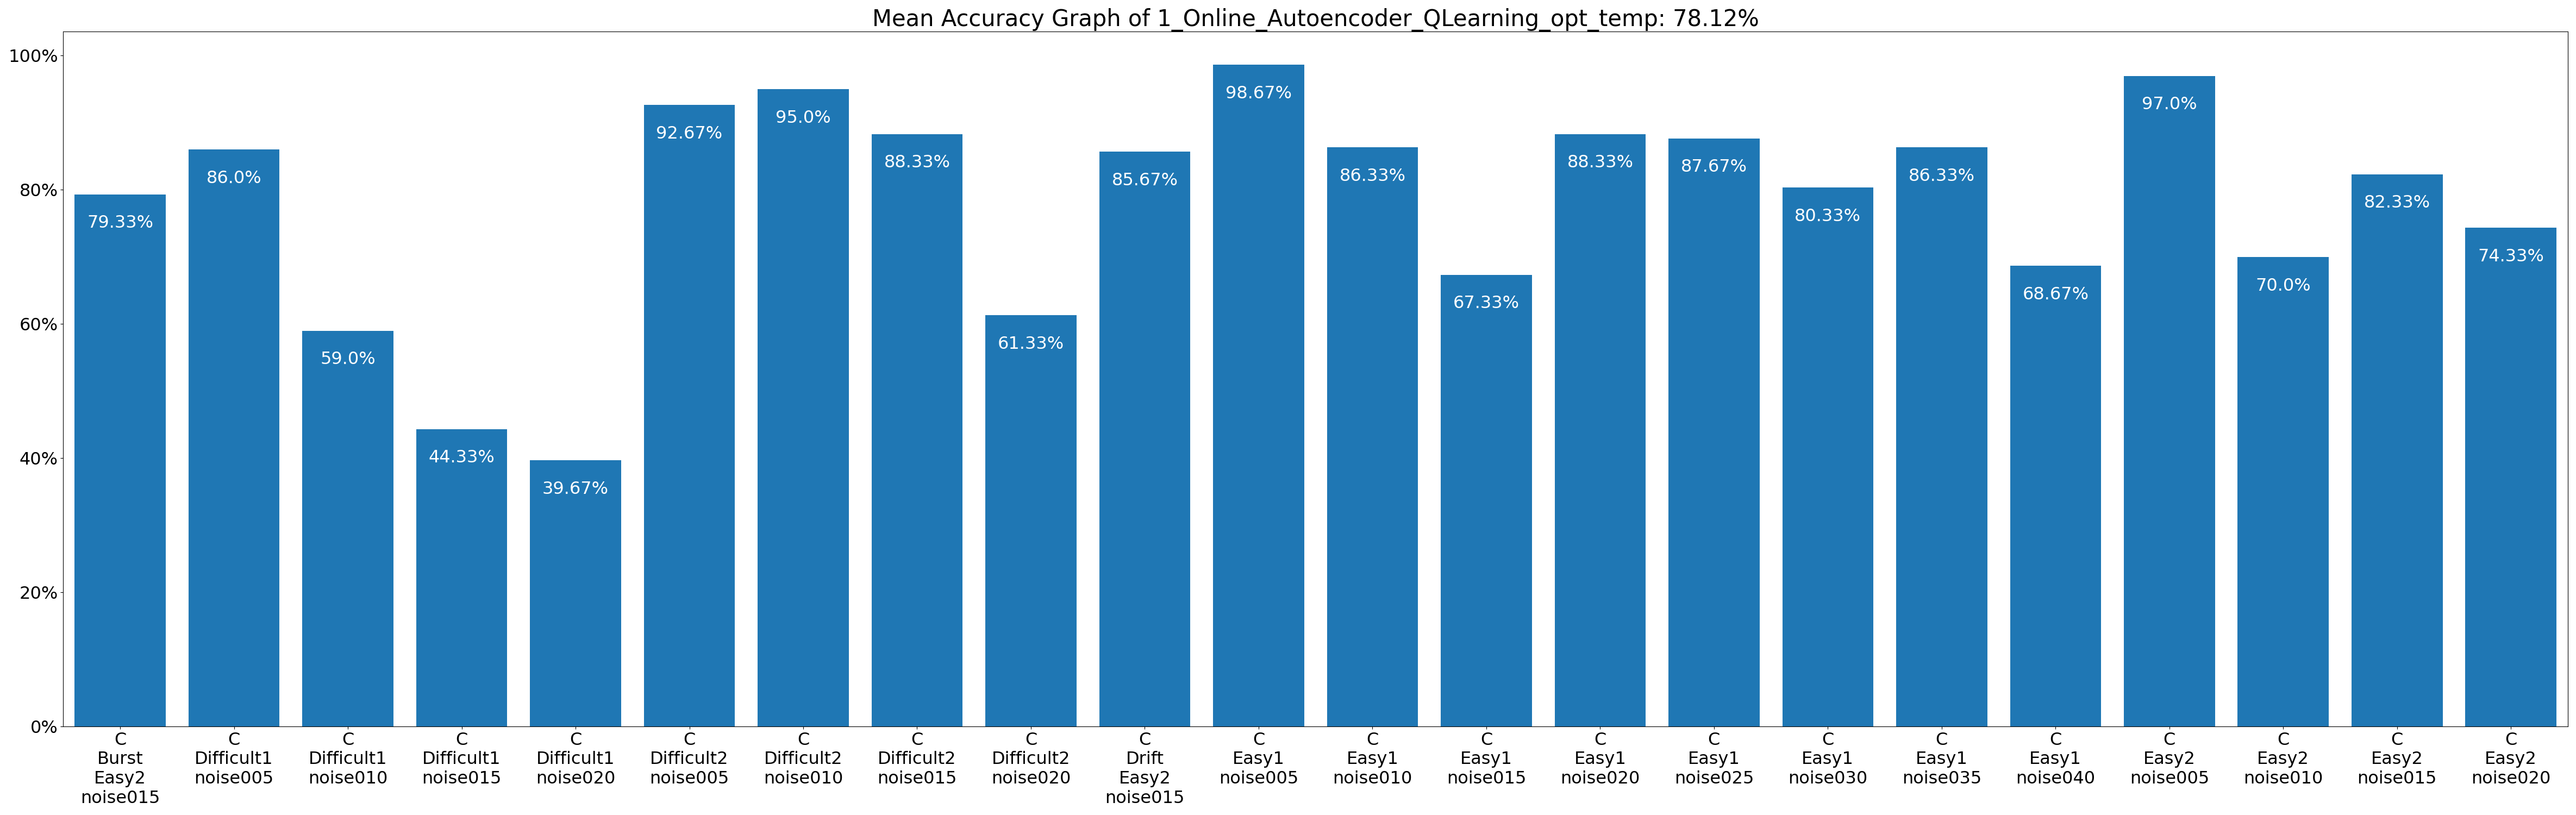 Mean Accuracy Graph of 1_Online_Autoencoder_QLearning_opt_temp: 78.12%
100%
80%
60%
40%
20%
0%
79.33%
86.0%
59.0%
44.33%
39.67%
92.67%
95.0%
88.33%
61.33%
85.67%
98.67%
86.33%
67.33%
88.33%
87.67%
80.33%
86.33%
68.67%
97.0%
70.0%
82.33%
74.33%
C
Burst
Easy2
noise015
C
Difficult1
noise005
C
Difficult1
noise010
C
Difficult1
noise015
C
Difficult1
noise020
C
Difficult2
noise005
C
Difficult2
noise010
C
Difficult2
noise015
C
Difficult2
noise020
C
Drift
Easy2
noise015
C
Easy1
noise005
C
Easy1
noise010
C
Easy1
noise015
C
Easy1
noise020
C
Easy1
noise025
C
Easy1
noise030
C
Easy1
noise035
C
Easy1
noise040
C
Easy2
noise005
C
Easy2
noise010
C
Easy2
noise015
C
Easy2
noise020